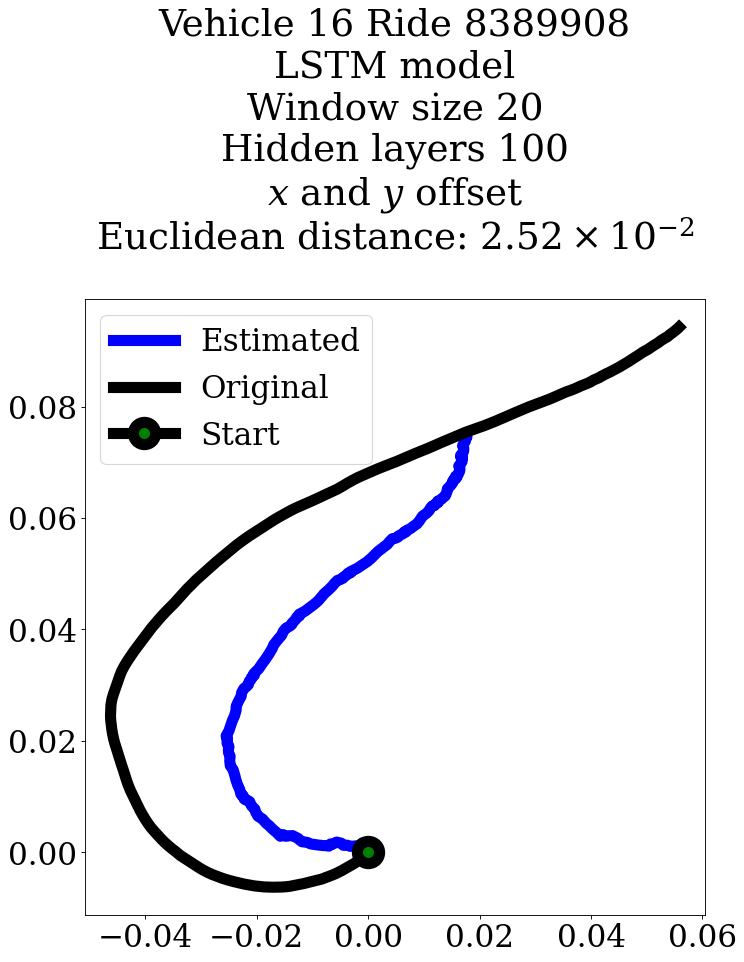 Vehicle 16 Ride 8389908
LSTM model
Window size 20
Hidden layers 100
x and y offset
Euclidean distance: 2.52 × 10⁻²
Estimated
Original
Start
0.08
0.06
0.04
0.02
0.00
−0.04 −0.02 0.00 0.02 0.04 0.06